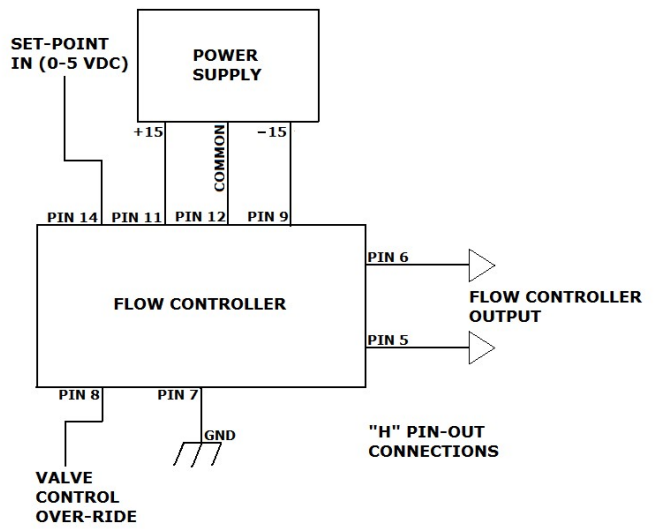 SET-POINT
IN (0-5 VDC)
POWER
SUPPLY
+15
COMMON
−15
PIN 14
PIN 11
PIN 12
PIN 9
PIN 6
FLOW CONTROLLER
FLOW CONTROLLER
OUTPUT
PIN 5
PIN 8
PIN 7
GND
"H" PIN-OUT
CONNECTIONS
VALVE
CONTROL
OVER-RIDE